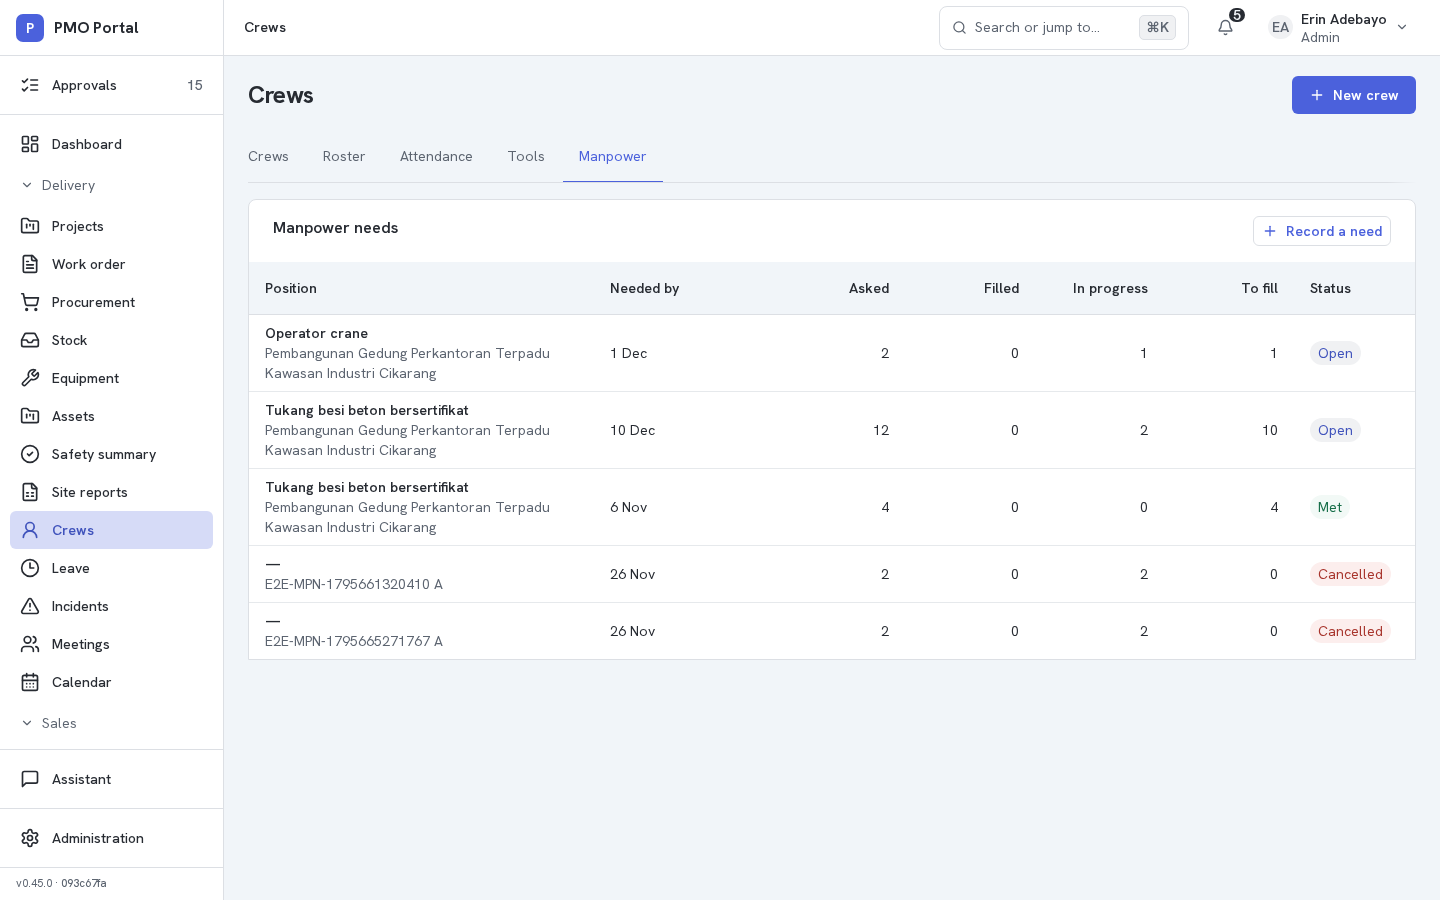 P PMO Portal
Crews
Search or jump to... ⌘K
5
EA
Erin Adebayo
Admin
Approvals 15
Dashboard
Delivery
Projects
Work order
Procurement
Stock
Equipment
Assets
Safety summary
Site reports
Crews
Leave
Incidents
Meetings
Calendar
Sales
Assistant
Administration
v0.45.0 · 093c67fa
Crews
New crew
Crews Roster Attendance Tools Manpower
Manpower needs
Record a need
Position Needed by Asked Filled In progress To fill Status
Operator crane
Pembangunan Gedung Perkantoran Terpadu
Kawasan Industri Cikarang
1 Dec 2 0 1 1 Open
Tukang besi beton bersertifikat
Pembangunan Gedung Perkantoran Terpadu
Kawasan Industri Cikarang
10 Dec 12 0 2 10 Open
Tukang besi beton bersertifikat
Pembangunan Gedung Perkantoran Terpadu
Kawasan Industri Cikarang
6 Nov 4 0 0 4 Met
—
E2E-MPN-1795661320410 A
26 Nov 2 0 2 0 Cancelled
—
E2E-MPN-1795665271767 A
26 Nov 2 0 2 0 Cancelled